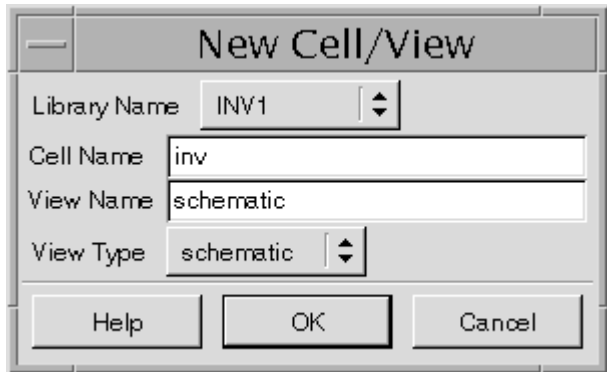 New Cell/View
Library Name INV1
Cell Name inv
View Name schematic
View Type schematic
Help OK Cancel